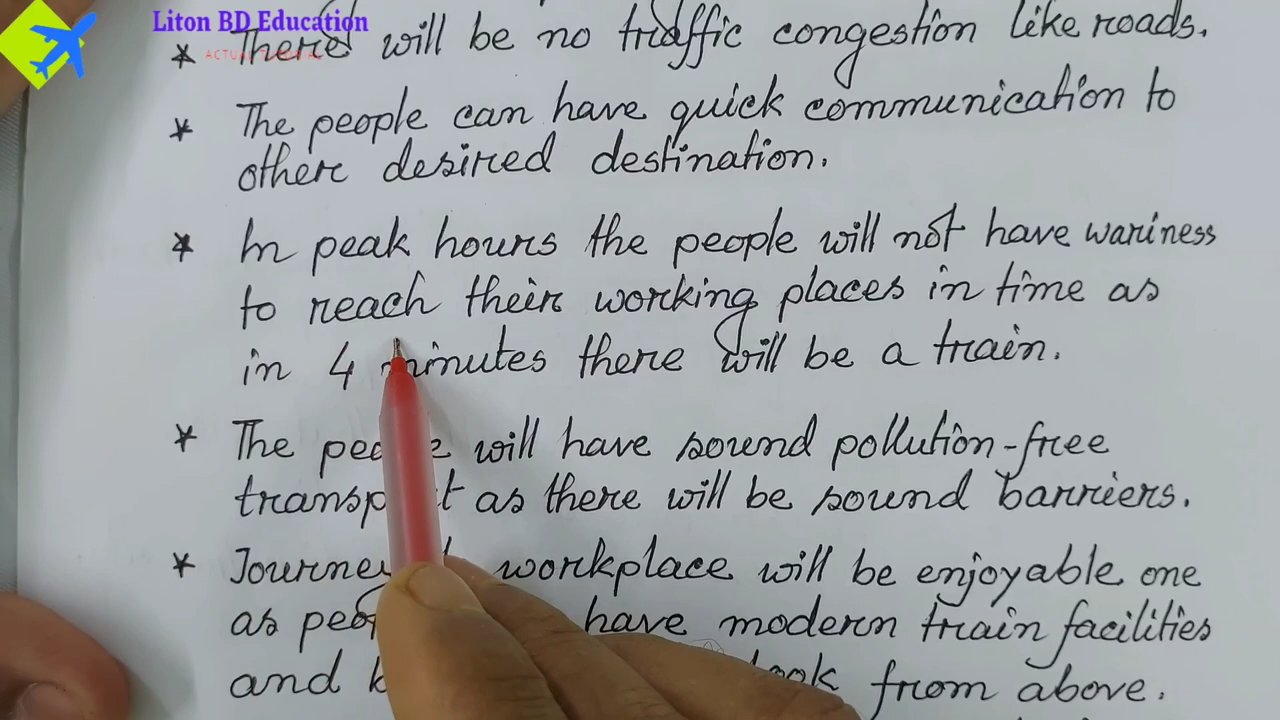 Liton BD Education
ACTUAL TUTORIAL
* There will be no traffic congestion like roads.
* The people can have quick communication to
other desired destination.
* In peak hours the people will not have wariness
to reach their working places in time as
in 4 minutes there will be a train.
* The people will have sound pollution-free
transport as there will be sound barriers.
* Journey workplace will be enjoyable one
as have modern train facilities
and look from above.